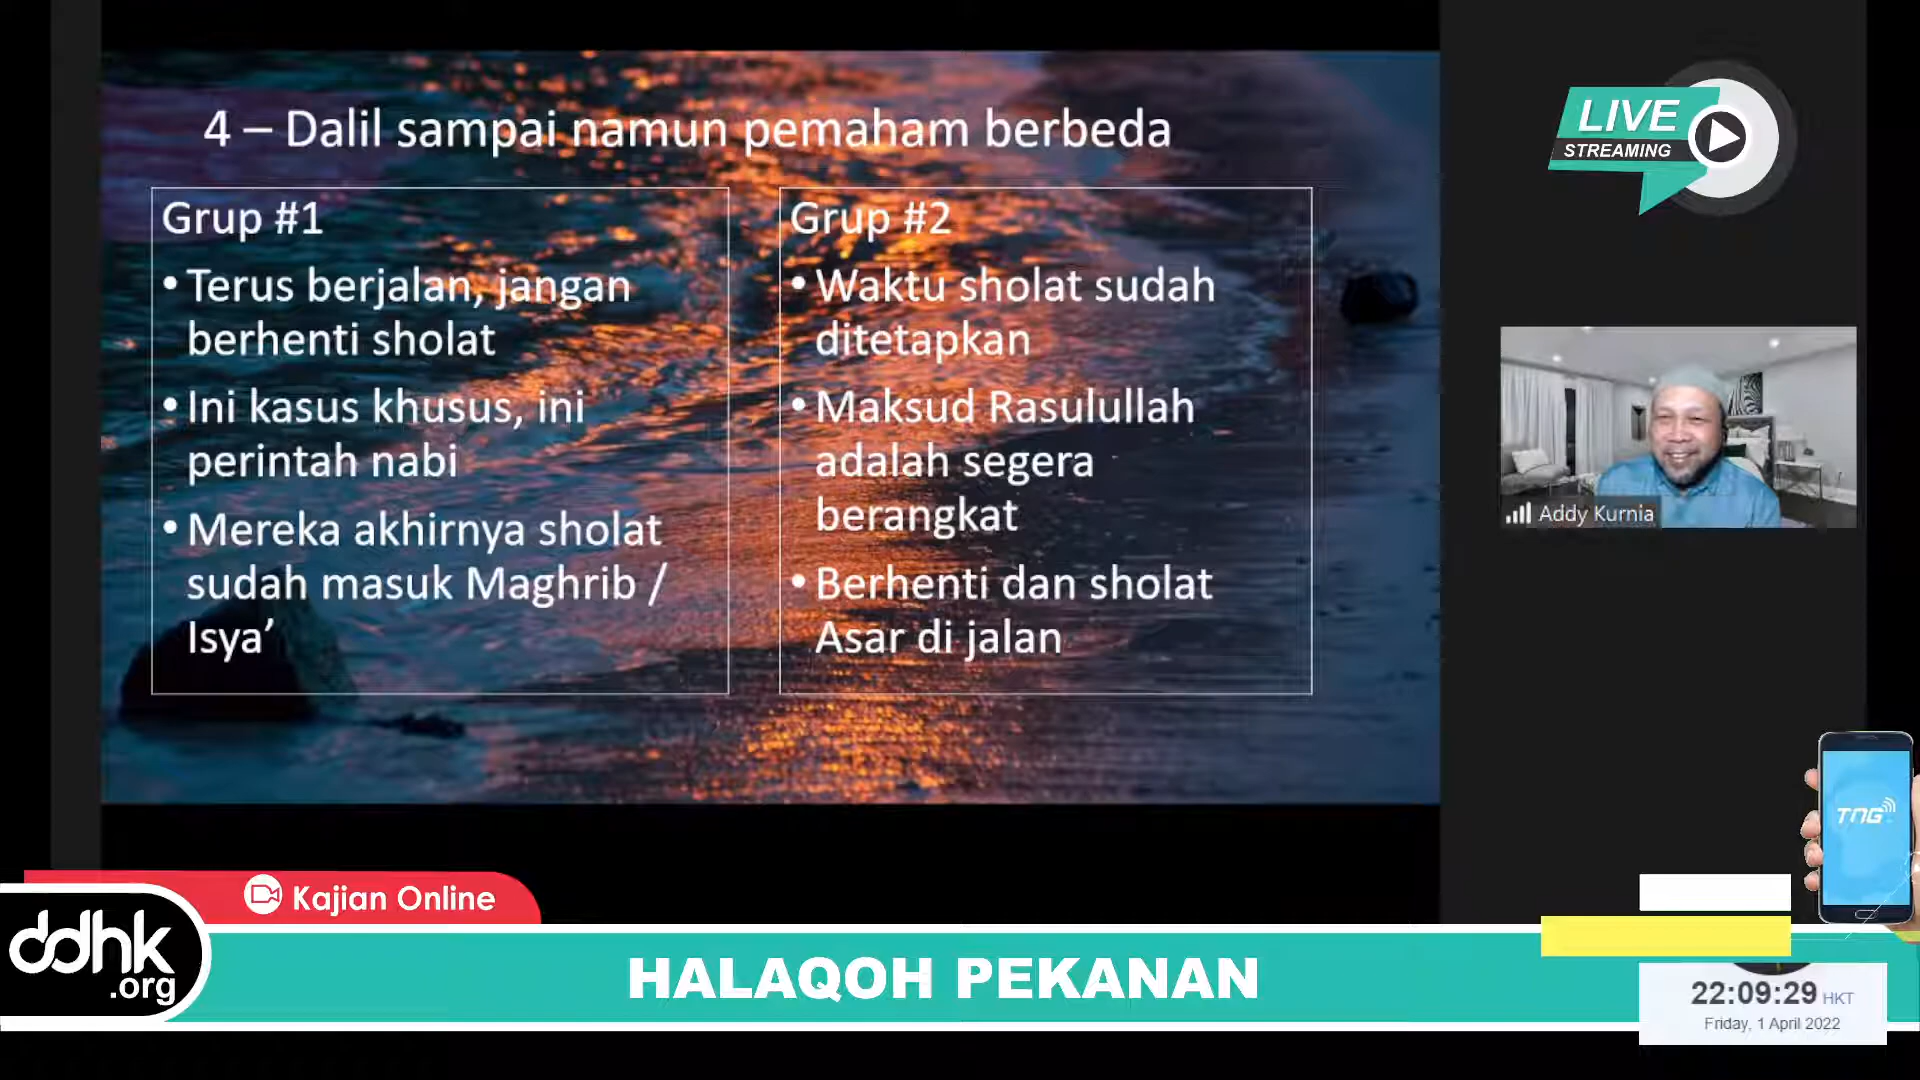 4 – Dalil sampai namun pemaham berbeda
Grup #1
• Terus berjalan, jangan
berhenti sholat
• Ini kasus khusus, ini
perintah nabi
• Mereka akhirnya sholat
sudah masuk Maghrib /
Isya’
Grup #2
• Waktu sholat sudah
ditetapkan
• Maksud Rasulullah
adalah segera
berangkat
• Berhenti dan sholat
Asar di jalan
LIVE
STREAMING
Addy Kurnia
TNG
Kajian Online
ddhk
.org
HALAQOH PEKANAN
22:09:29 HKT
Friday, 1 April 2022